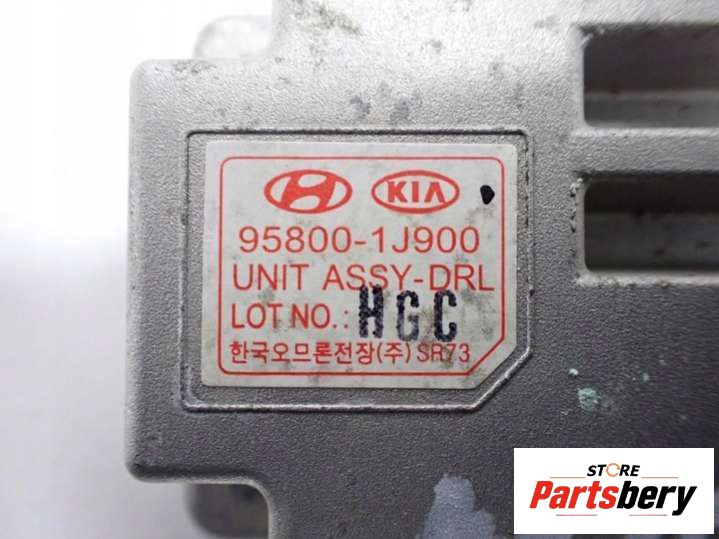 KIA
95800-1J900
UNIT ASSY-DRL
LOT NO.: HGC
한국오므론전장(주) SR73
STORE
Partsbery